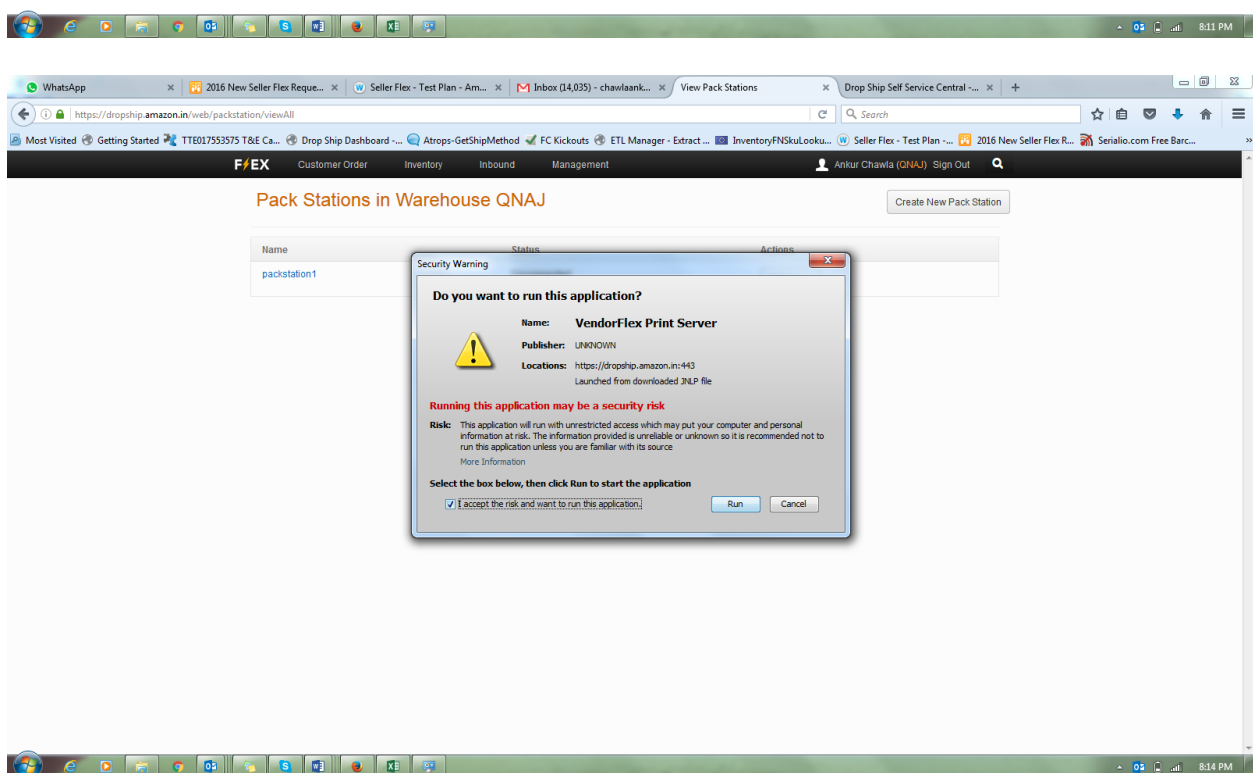 8:11 PM
WhatsApp
2016 New Seller Flex Reque...
Seller Flex - Test Plan - Am...
Inbox (14,035) - chawlaank...
View Pack Stations
Drop Ship Self Service Central -...
https://dropship.amazon.in/web/packstation/viewAll
Search
Most Visited Getting Started TTE017553575 T&E Ca... Drop Ship Dashboard -... Atrops-GetShipMethod FC Kickouts ETL Manager - Extract ... InventoryFNSkuLooku... Seller Flex - Test Plan -... 2016 New Seller Flex R... Serialio.com Free Barc...
F⚡EX Customer Order Inventory Inbound Management Ankur Chawla (QNAJ) Sign Out
Pack Stations in Warehouse QNAJ
Create New Pack Station
Name Status Actions
packstation1
Security Warning
Do you want to run this application?
Name: VendorFlex Print Server
Publisher: UNKNOWN
Locations: https://dropship.amazon.in:443
Launched from downloaded JNLP file
Running this application may be a security risk
Risk: This application will run with unrestricted access which may put your computer and personal
information at risk. The information provided is unreliable or unknown so it is recommended not to
run this application unless you are familiar with its source
More Information
Select the box below, then click Run to start the application
I accept the risk and want to run this application.
Run Cancel
8:14 PM